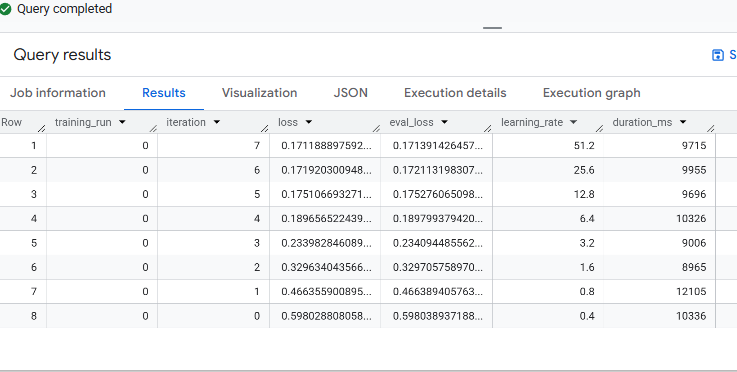 Query completed
Query results S
Job information Results Visualization JSON Execution details Execution graph
Row training_run iteration loss eval_loss learning_rate duration_ms
1 0 7 0.171188897592... 0.171391426457... 51.2 9715
2 0 6 0.171920300948... 0.172113198307... 25.6 9955
3 0 5 0.175106693271... 0.175276065098... 12.8 9696
4 0 4 0.189656522439... 0.189799379420... 6.4 10326
5 0 3 0.233982846089... 0.234094485562... 3.2 9006
6 0 2 0.329634043566... 0.329705758970... 1.6 8965
7 0 1 0.466355900895... 0.466389405763... 0.8 12105
8 0 0 0.598028808058... 0.598038937188... 0.4 10336